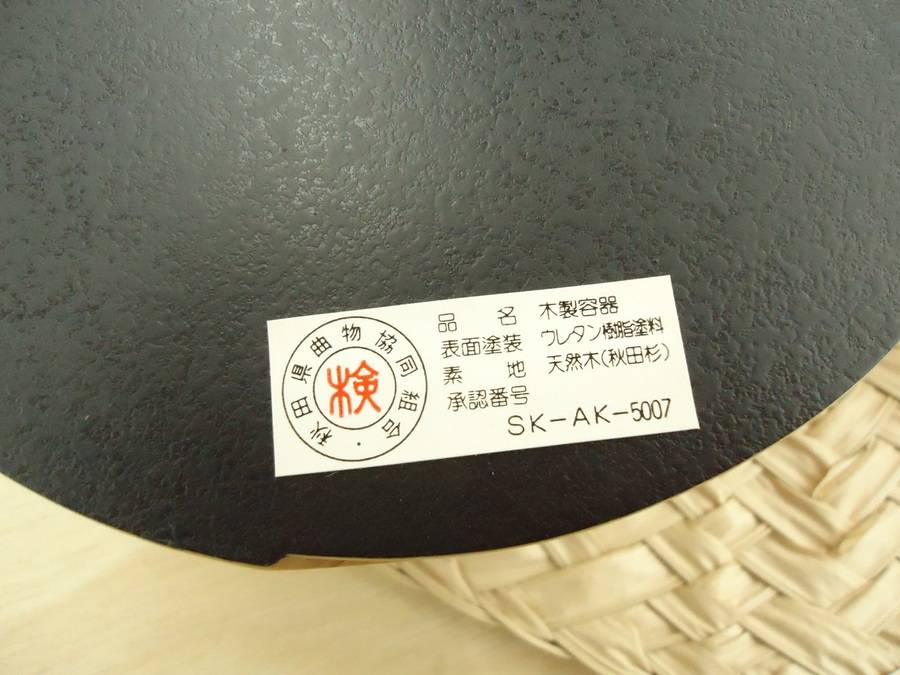 秋田県曲物協同組合
検
品名 木製容器
表面塗装 ウレタン樹脂塗料
素地 天然木(秋田杉)
承認番号
SK-AK-5007